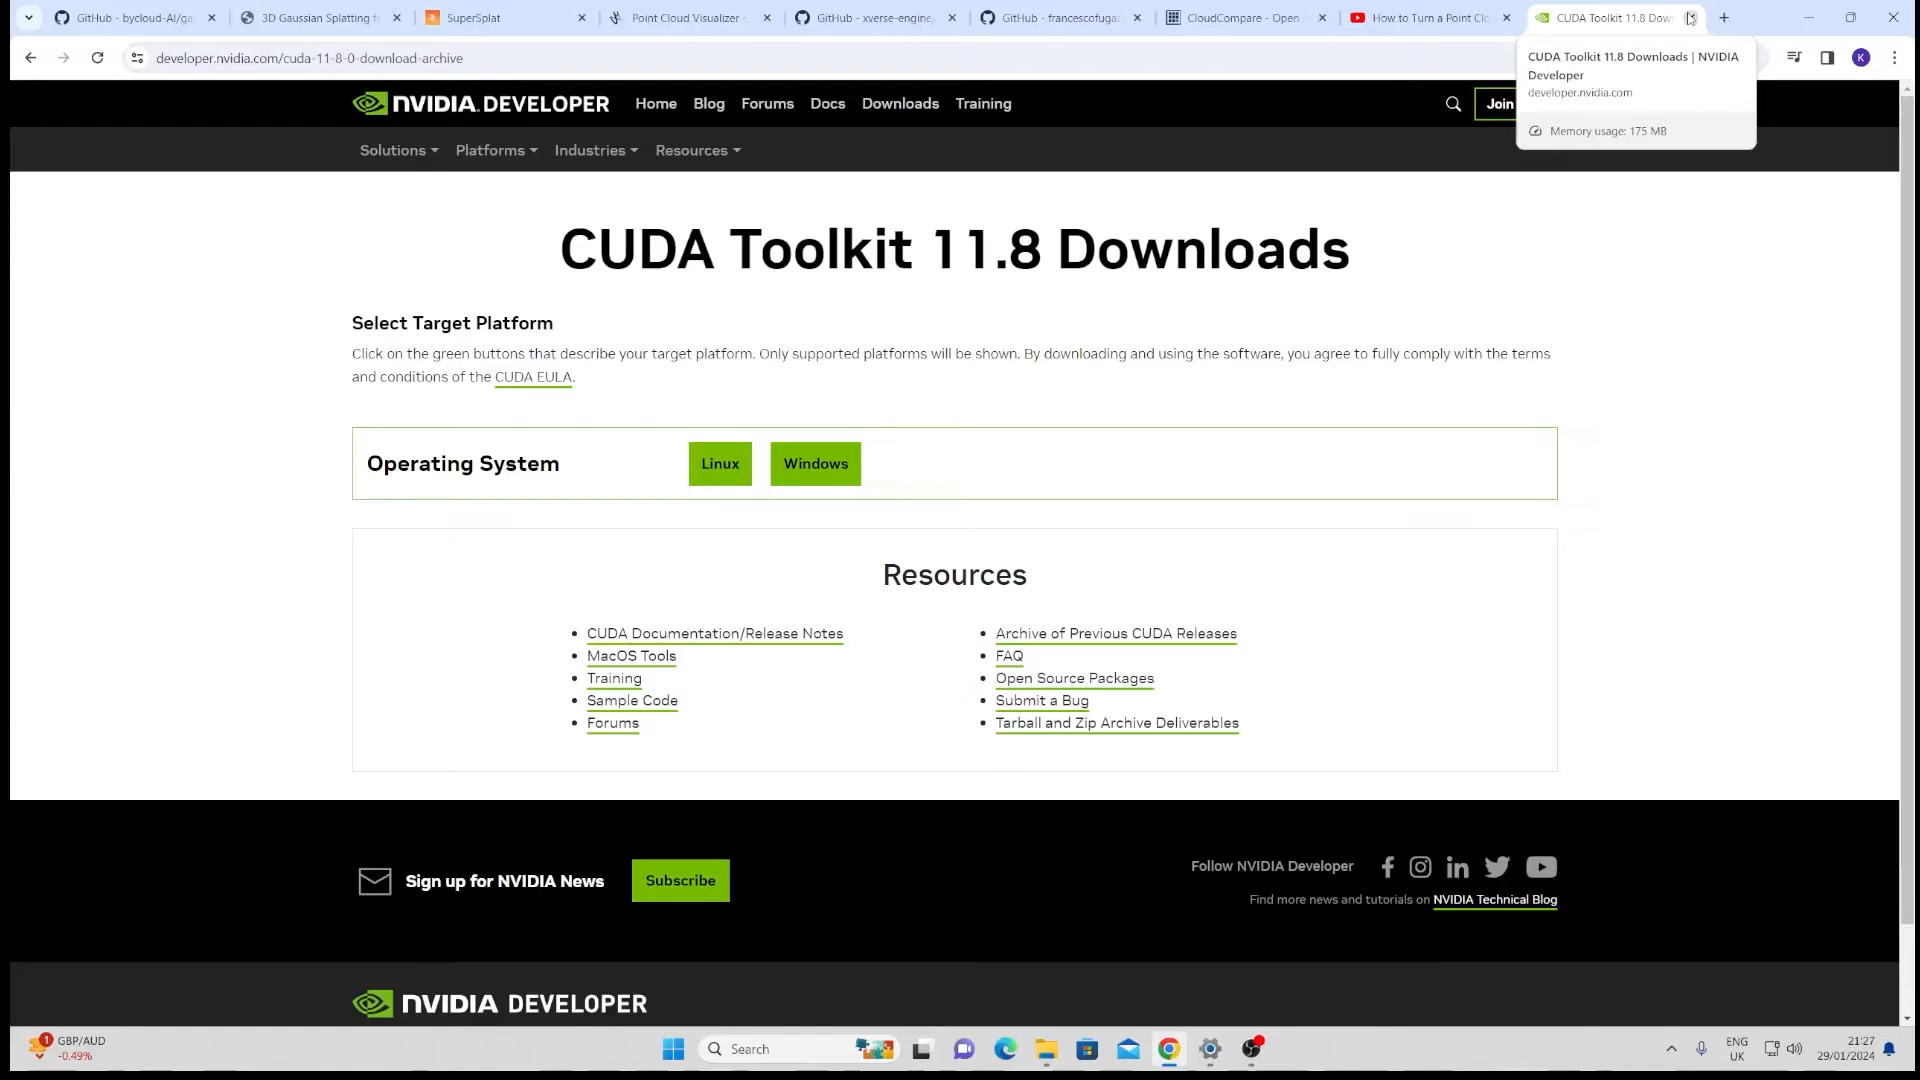 GitHub - bycloud-AI/ga
3D Gaussian Splatting f
SuperSplat
Point Cloud Visualizer -
GitHub - xverse-engine
GitHub - francescofuga
CloudCompare - Open
How to Turn a Point Cl
CUDA Toolkit 11.8 Dow
developer.nvidia.com/cuda-11-8-0-download-archive
K
CUDA Toolkit 11.8 Downloads | NVIDIA
Developer
developer.nvidia.com
Memory usage: 175 MB
NVIDIA. DEVELOPER
Home
Blog
Forums
Docs
Downloads
Training
Join
Solutions
Platforms
Industries
Resources
CUDA Toolkit 11.8 Downloads
Select Target Platform
Click on the green buttons that describe your target platform. Only supported platforms will be shown. By downloading and using the software, you agree to fully comply with the terms
and conditions of the CUDA EULA.
Operating System
Linux
Windows
Resources
CUDA Documentation/Release Notes
MacOS Tools
Training
Sample Code
Forums
Archive of Previous CUDA Releases
FAQ
Open Source Packages
Submit a Bug
Tarball and Zip Archive Deliverables
Sign up for NVIDIA News
Subscribe
Follow NVIDIA Developer
Find more news and tutorials on NVIDIA Technical Blog
NVIDIA DEVELOPER
1
GBP/AUD
-0.49%
Search
ENG
UK
21:27
29/01/2024